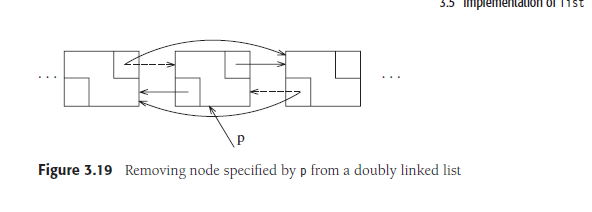 3.5 Implementation of list
... ...
p
Figure 3.19 Removing node specified by p from a doubly linked list